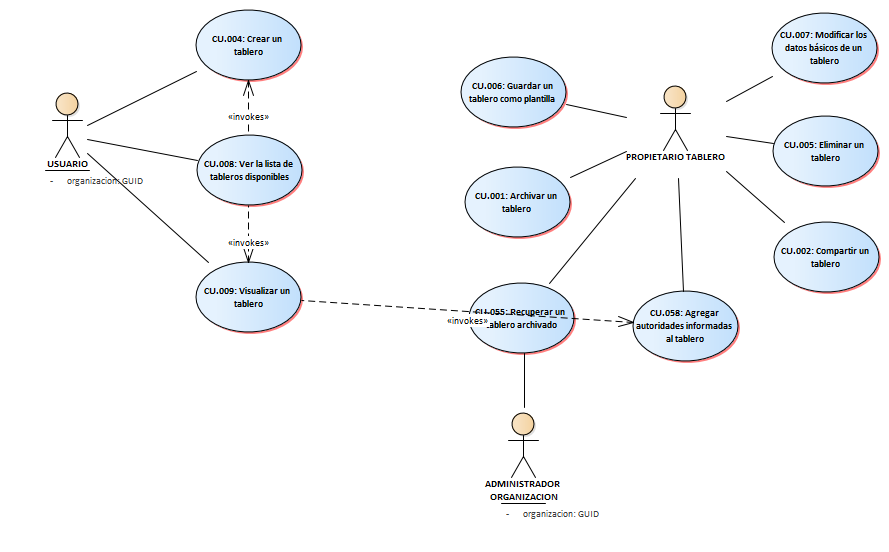 CU.004: Crear un
tablero
«invokes»
CU.008: Ver la lista de
tableros disponibles
«invokes»
CU.009: Visualizar un
tablero
USUARIO
- organizacion: GUID
CU.006: Guardar un
tablero como plantilla
CU.001: Archivar un
tablero
CU.055: Recuperar un
tablero archivado
«invokes»
CU.058: Agregar
autoridades informadas
al tablero
PROPIETARIO TABLERO
CU.007: Modificar los
datos básicos de un
tablero
CU.005: Eliminar un
tablero
CU.002: Compartir un
tablero
ADMINISTRADOR
ORGANIZACION
- organizacion: GUID